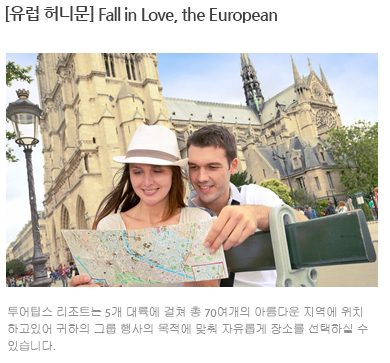 [유럽 허니문] Fall in Love, the European
투어팁스 리조트는 5개 대륙에 걸쳐 총 70여개의 아름다운 지역에 위치
하고있어 귀하의 그룹 행사의 목적에 맞춰 자유롭게 장소를 선택하실 수
있습니다.